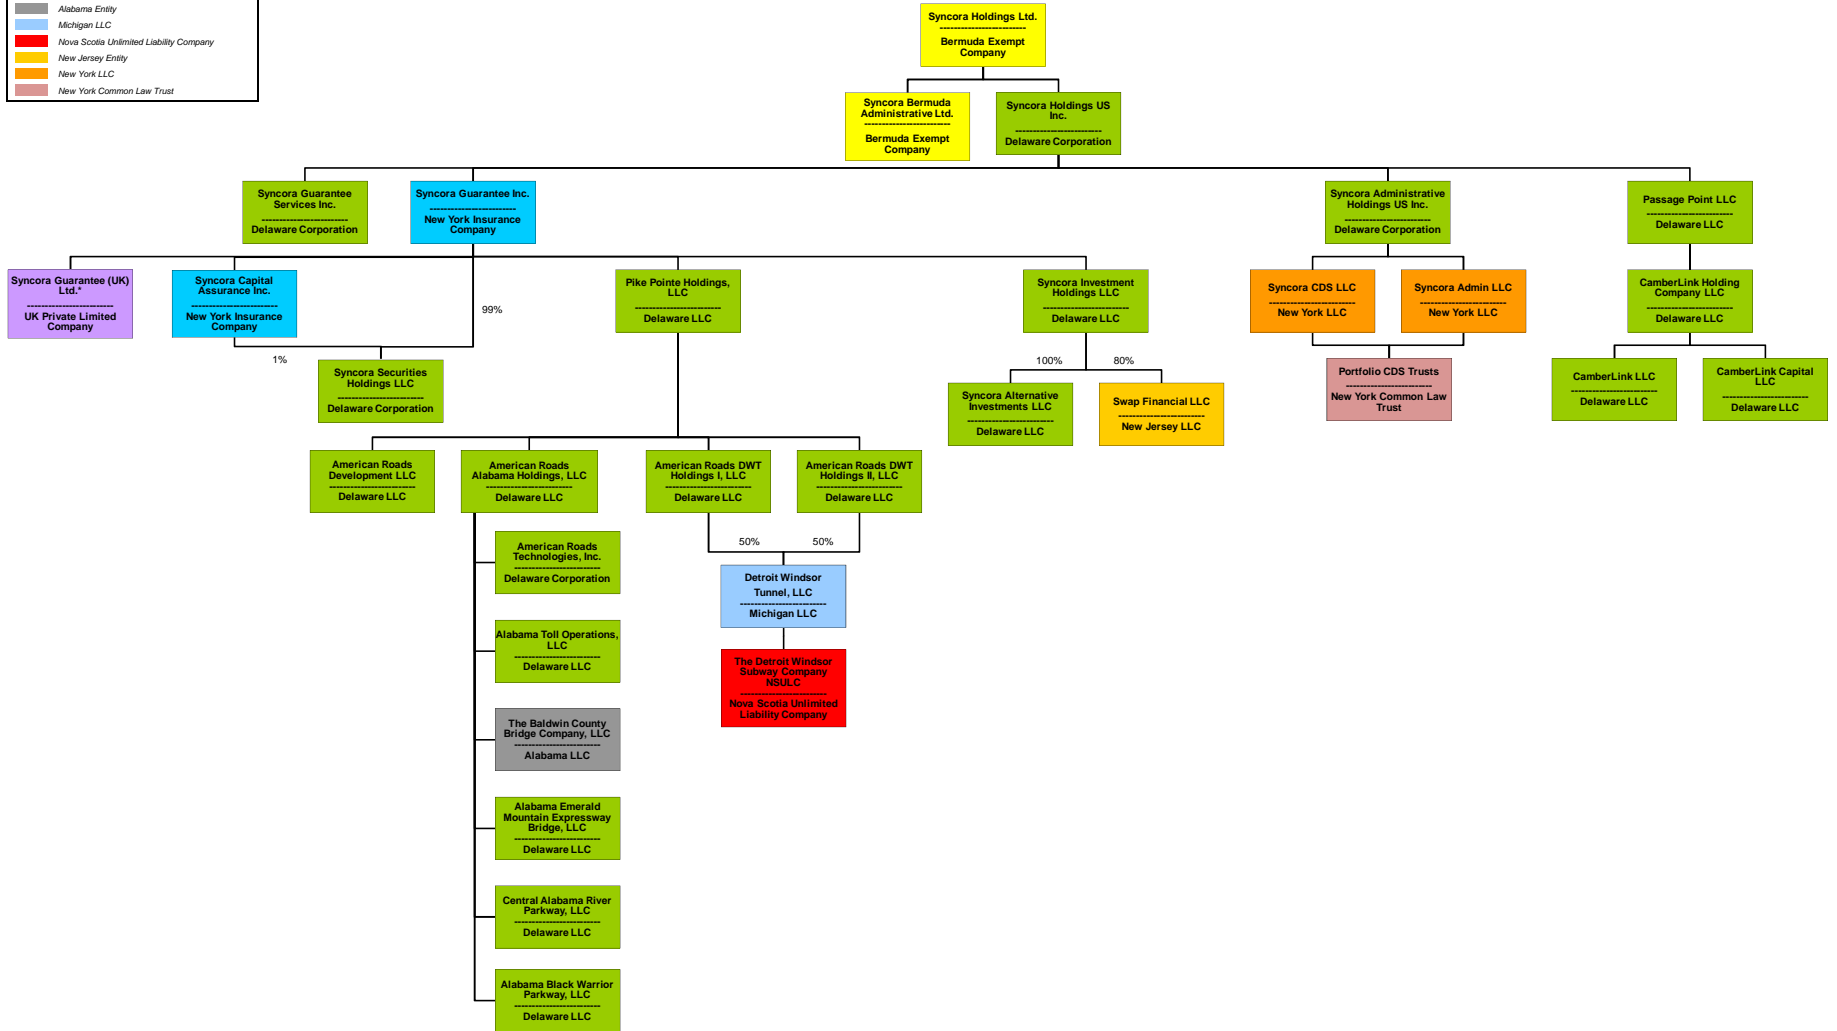 Alabama Entity
Michigan LLC
Nova Scotia Unlimited Liability Company
New Jersey Entity
New York LLC
New York Common Law Trust
Syncora Holdings Ltd.
-------------------------
Bermuda Exempt
Company
Syncora Bermuda
Administrative Ltd.
-------------------------
Bermuda Exempt
Company
Syncora Holdings US
Inc.
-------------------------
Delaware Corporation
Syncora Guarantee
Services Inc.
-------------------------
Delaware Corporation
Syncora Guarantee Inc.
-------------------------
New York Insurance
Company
Syncora Administrative
Holdings US Inc.
-------------------------
Delaware Corporation
Passage Point LLC
-------------------------
Delaware LLC
Syncora Guarantee (UK)
Ltd.*
-------------------------
UK Private Limited
Company
Syncora Capital
Assurance Inc.
-------------------------
New York Insurance
Company
99%
1%
Syncora Securities
Holdings LLC
-------------------------
Delaware Corporation
Pike Pointe Holdings,
LLC
-------------------------
Delaware LLC
Syncora Investment
Holdings LLC
-------------------------
Delaware LLC
100%
80%
Syncora Alternative
Investments LLC
-------------------------
Delaware LLC
Swap Financial LLC
-------------------------
New Jersey LLC
Syncora CDS LLC
-------------------------
New York LLC
Syncora Admin LLC
-------------------------
New York LLC
Portfolio CDS Trusts
-------------------------
New York Common Law
Trust
CamberLink Holding
Company LLC
-------------------------
Delaware LLC
CamberLink LLC
-------------------------
Delaware LLC
CamberLink Capital
LLC
-------------------------
Delaware LLC
American Roads
Development LLC
-------------------------
Delaware LLC
American Roads
Alabama Holdings, LLC
-------------------------
Delaware LLC
American Roads DWT
Holdings I, LLC
-------------------------
Delaware LLC
American Roads DWT
Holdings II, LLC
-------------------------
Delaware LLC
50%
50%
American Roads
Technologies, Inc.
-------------------------
Delaware Corporation
Detroit Windsor
Tunnel, LLC
-------------------------
Michigan LLC
Alabama Toll Operations,
LLC
-------------------------
Delaware LLC
The Detroit Windsor
Subway Company
NSULC
-------------------------
Nova Scotia Unlimited
Liability Company
The Baldwin County
Bridge Company, LLC
-------------------------
Alabama LLC
Alabama Emerald
Mountain Expressway
Bridge, LLC
-------------------------
Delaware LLC
Central Alabama River
Parkway, LLC
-------------------------
Delaware LLC
Alabama Black Warrior
Parkway, LLC
-------------------------
Delaware LLC